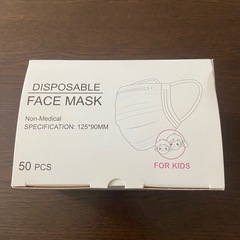 DISPOSABLE
FACE MASK
Non-Medical
SPECIFICATION: 125*90MM
50 PCS
FOR KIDS